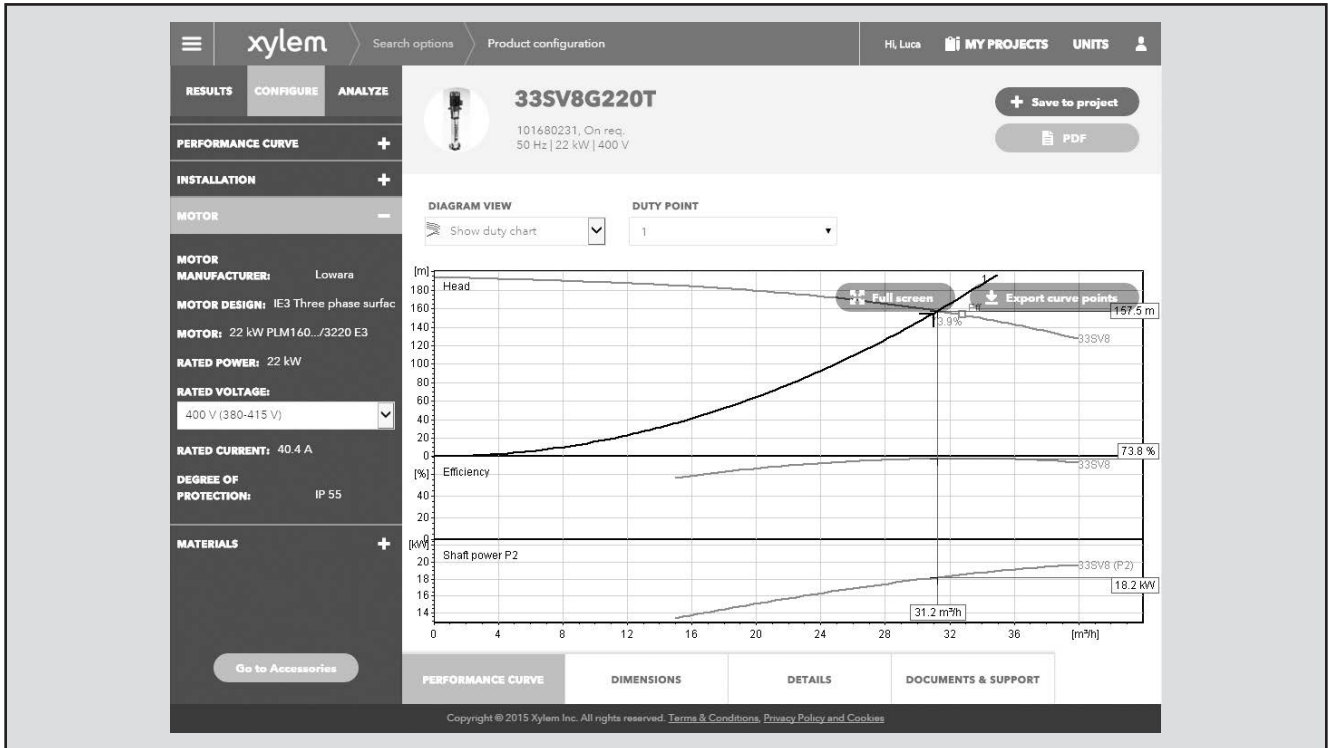 xylem
Search options
Product configuration
Hi, Luca
MY PROJECTS
UNITS
RESULTS
CONFIGURE
ANALYZE
PERFORMANCE CURVE
INSTALLATION
MOTOR
MOTOR
MANUFACTURER: Lowara
MOTOR DESIGN: IE3 Three phase surfac
MOTOR: 22 kW PLM160.../3220 E3
RATED POWER: 22 kW
RATED VOLTAGE:
400 V (380-415 V)
RATED CURRENT: 40.4 A
DEGREE OF
PROTECTION: IP 55
MATERIALS
Go to Accessories
33SV8G220T
101680231, On req.
50 Hz | 22 kW | 400 V
+ Save to project
PDF
DIAGRAM VIEW
Show duty chart
DUTY POINT
1
[m]
Head
180
160
140
120
100
80
60
40
20
0
1
Full screen
Export curve points
157.5 m
Eff
3.9%
33SV8
73.8 %
[%]
Efficiency
33SV8
40
20
0
[kW]
Shaft power P2
20
18
16
14
33SV8 (P2)
18.2 kW
31.2 m³/h
0 4 8 12 16 20 24 28 32 36 [m³/h]
PERFORMANCE CURVE
DIMENSIONS
DETAILS
DOCUMENTS & SUPPORT
Copyright © 2015 Xylem Inc. All rights reserved. Terms & Conditions, Privacy Policy and Cookies